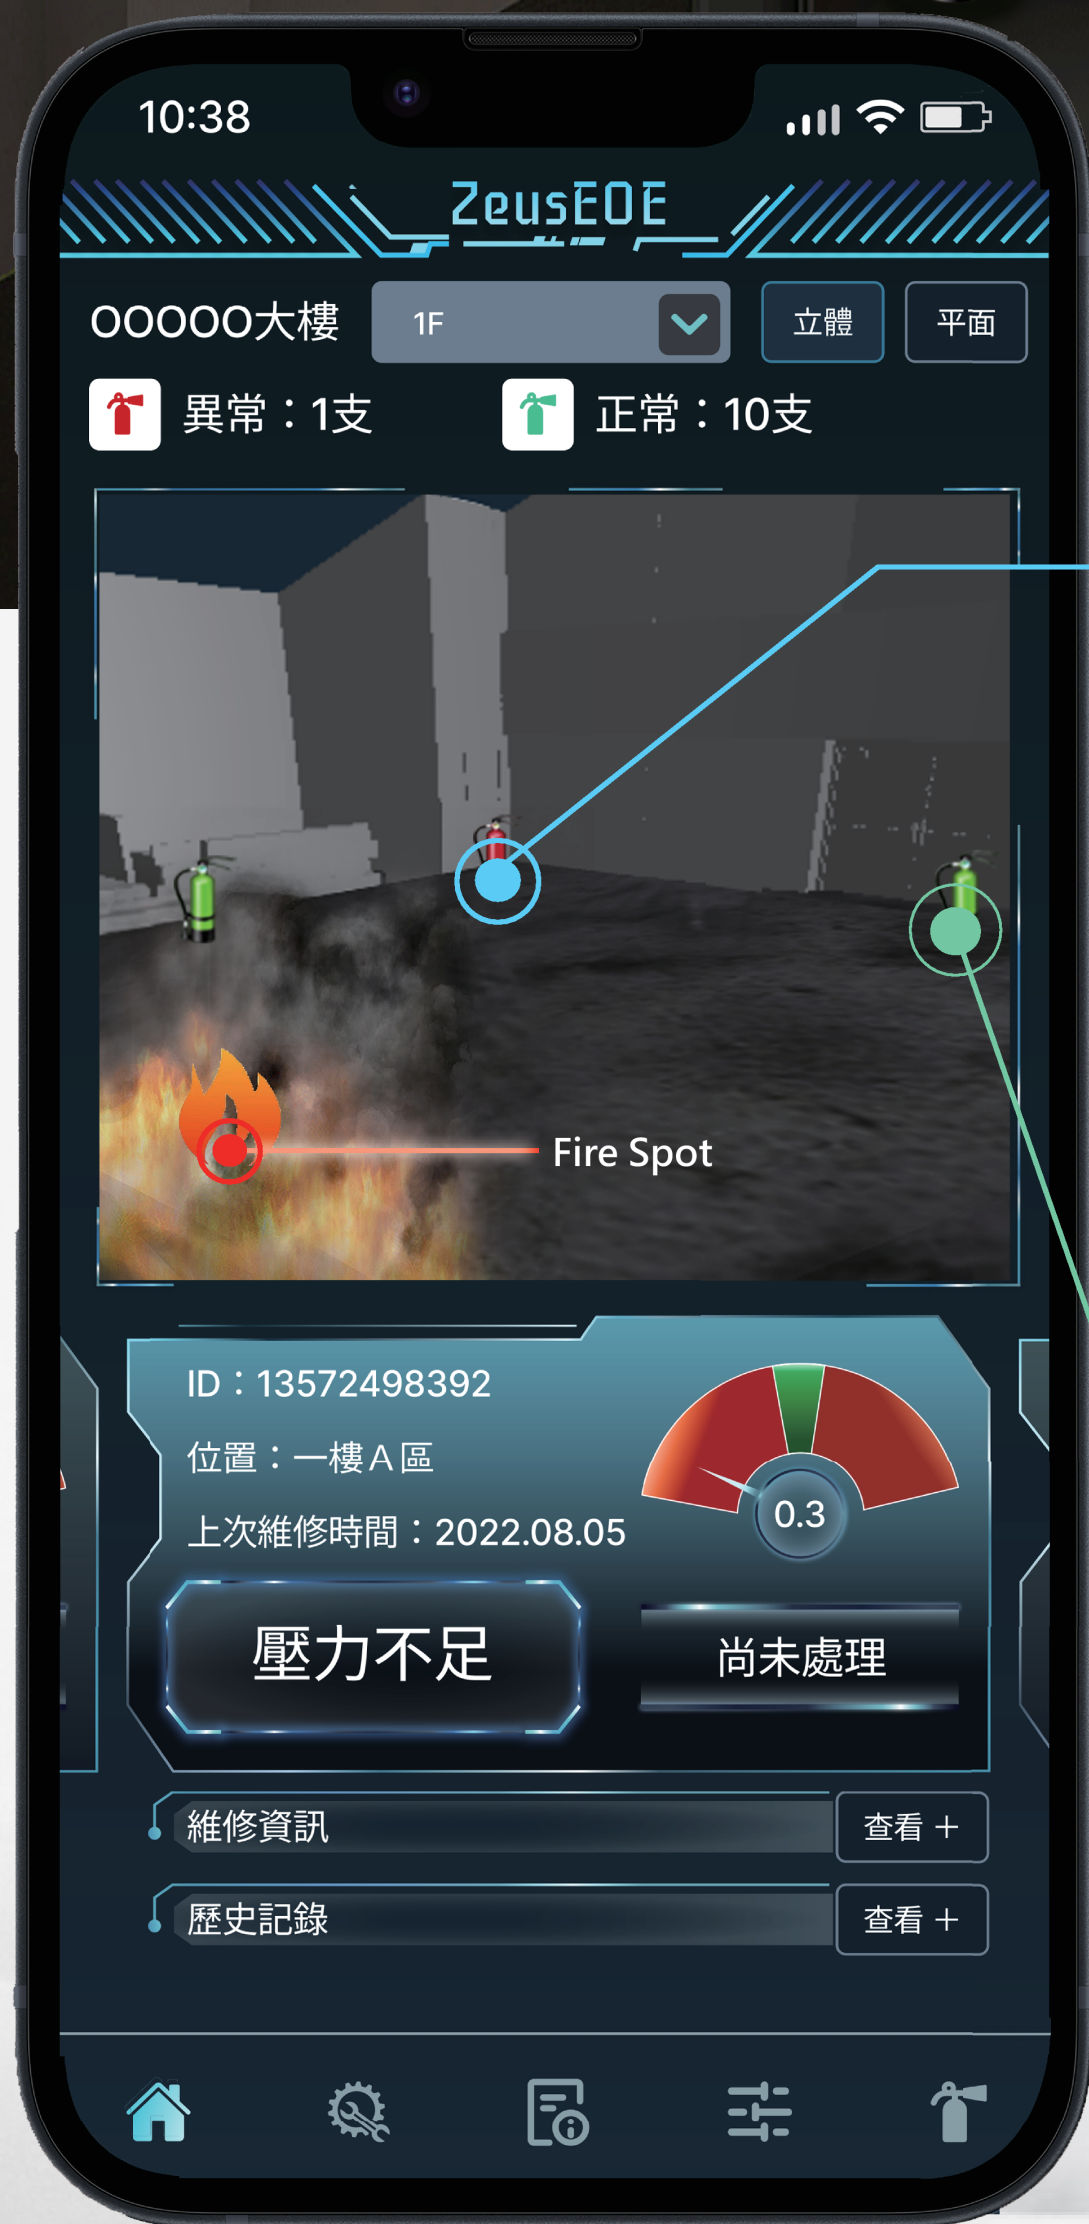 10:38
ZeusEOE
OOOOO大樓 1F 立體 平面
異常：1支 正常：10支
Fire Spot
ID：13572498392
位置：一樓A區
上次維修時間：2022.08.05
0.3
壓力不足 尚未處理
維修資訊 查看 +
歷史記錄 查看 +